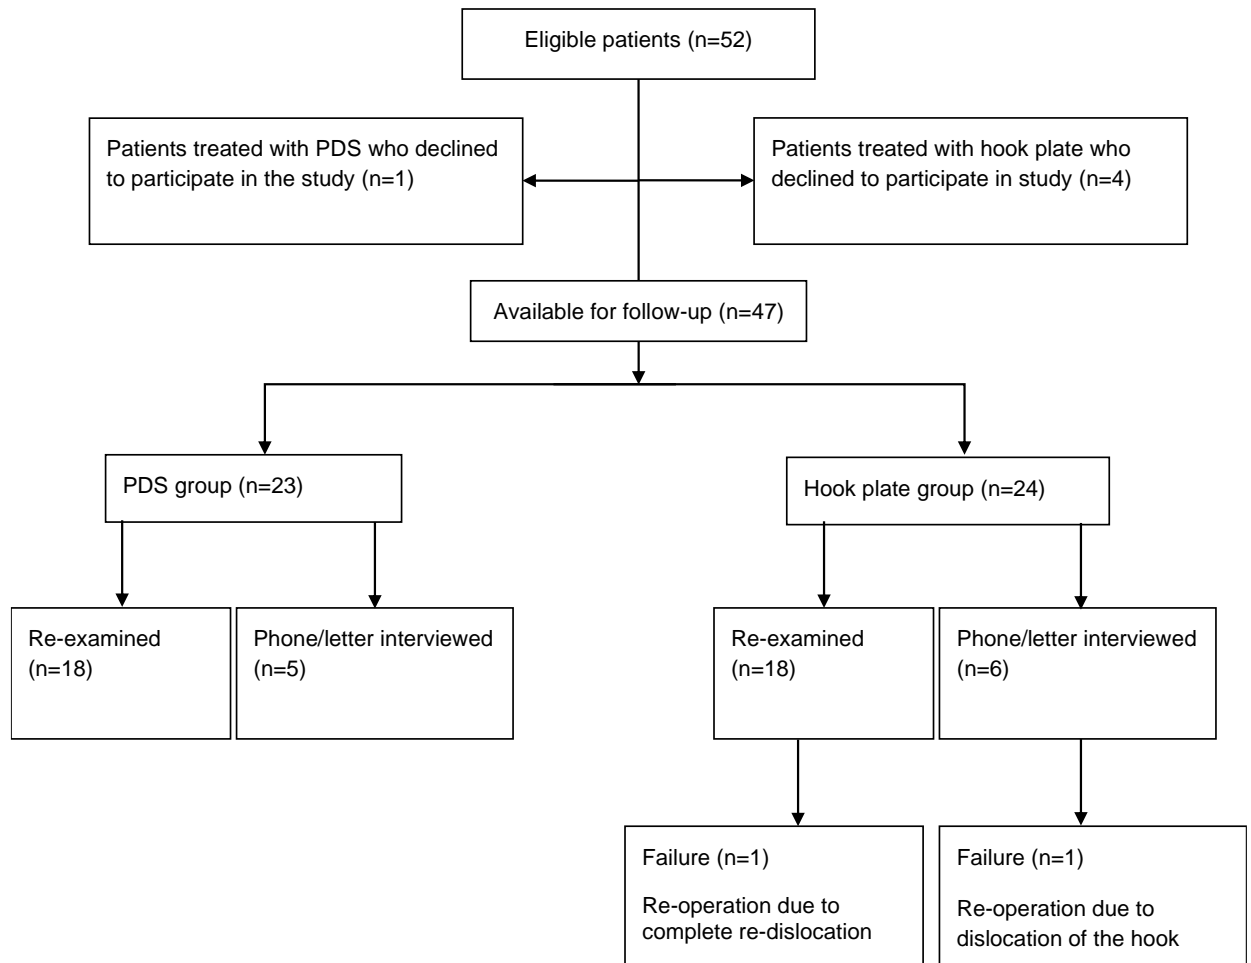 Eligible patients (n=52)
Patients treated with PDS who declined
to participate in the study (n=1)
Patients treated with hook plate who
declined to participate in study (n=4)
Available for follow-up (n=47)
PDS group (n=23)
Hook plate group (n=24)
Re-examined
(n=18)
Phone/letter interviewed
(n=5)
Re-examined
(n=18)
Phone/letter interviewed
(n=6)
Failure (n=1)
Re-operation due to
complete re-dislocation
Failure (n=1)
Re-operation due to
dislocation of the hook